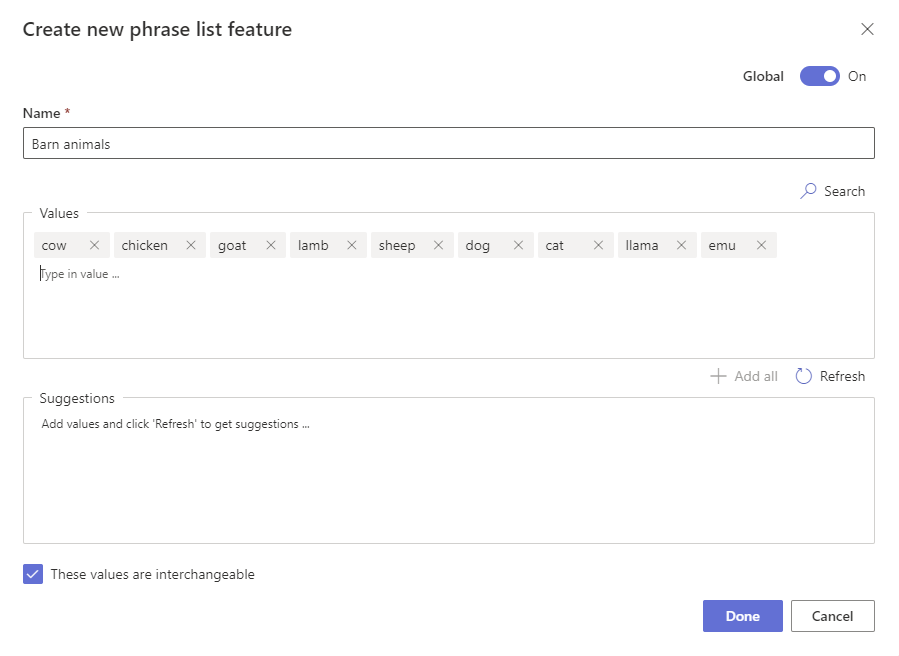 Create new phrase list feature
Global On
Name *
Barn animals
Search
Values
cow chicken goat lamb sheep dog cat llama emu
Type in value ...
Add all Refresh
Suggestions
Add values and click 'Refresh' to get suggestions ...
These values are interchangeable
Done Cancel